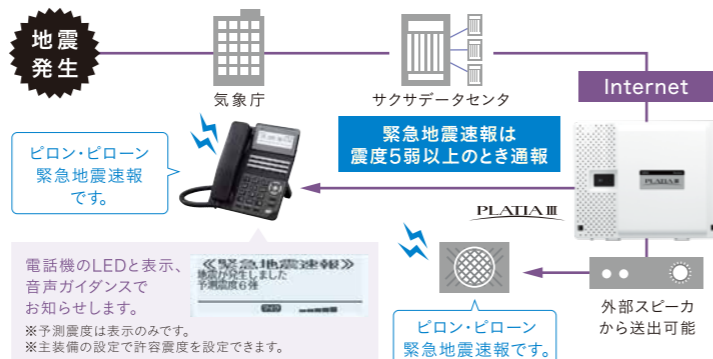 地震
発生
気象庁
サクサデータセンタ
Internet
ピロン・ピローン
緊急地震速報
です。
緊急地震速報は
震度5弱以上のとき通報
PLATIA III
PLATIA III
電話機のLEDと表示、
音声ガイダンスで
お知らせします。
≪緊急地震速報≫
地震が発生しました
予測震度6強
※予測震度は表示のみです。
※主装置の設定で許容震度を設定できます。
ピロン・ピローン
緊急地震速報です。
外部スピーカ
から送出可能